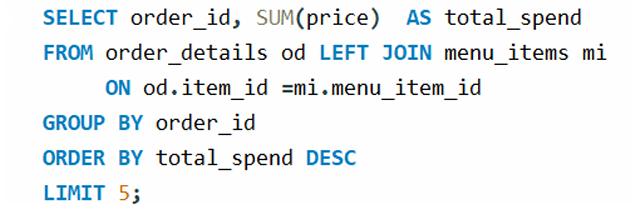 SELECT order_id, SUM(price)  AS total_spend
FROM order_details od LEFT JOIN menu_items mi
     ON od.item_id =mi.menu_item_id
GROUP BY order_id
ORDER BY total_spend DESC
LIMIT 5;